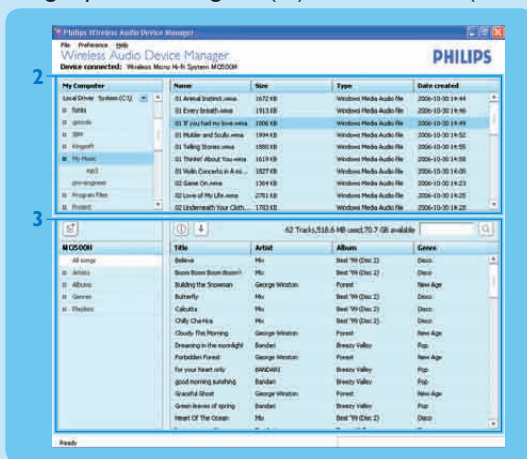 Philips Wireless Audio Device Manager
File Preference Help
Wireless Audio Device Manager
PHILIPS
Device connected: Wireless Micro Hi-Fi System MCi500H
2
My Computer Name Size Type Date created
Local Driver System (C:) 01 Animal Instinct.wma 1672 KB Windows Media Audio file 2006-10-30 14:44
fonts 01 Every breath.wma 1913 KB Windows Media Audio file 2006-10-30 14:46
01 If you had my love.wma 1806 KB Windows Media Audio file 2006-10-30 14:49
IBM 01 Mulder and Scully.wma 1994 KB Windows Media Audio file 2006-10-30 14:52
Kingsoft 01 Telling Stories.wma 1880 KB Windows Media Audio file 2006-10-30 14:55
My Music 01 Thinkin' About You.wma 1619 KB Windows Media Audio file 2006-10-30 14:58
mp3 01 Violin Concerto in A mi... 1827 KB Windows Media Audio file
pro-engineer 02 Game On.wma 1364 KB Windows Media Audio file 2006-10-30 14:23
Program Files 02 Love of My Life.wma 2781 KB Windows Media Audio file 2006-10-30 14:25
02 Underneath Your Cloth... 1783 KB Windows Media Audio file 2006-10-30 14:28
3
62 Tracks,518.6 MB used,70.7 GB available
MCi500H Title Artist Album Genre
All songs Believe Mix Best '99 (Disc 2) Disco
Artists Boom Boom Boom Boom!! Mix Best '99 (Disc 2) Disco
Albums Building the Snowman George Winston Forest New Age
Genres Butterfly Mix Best '99 (Disc 2) Disco
Playlists Calcutta Mix Best '99 (Disc 2) Disco
Chilly Cha-Cha Mix Best '99 (Disc 2) Disco
Cloudy This Morning George Winston Forest New Age
Dreaming in the moonlight Bandari Breezy Valley Pop
Forbidden Forest George Winston Forest New Age
for your heart only BANDARI Breezy Valley Pop
good morning sunshing Bandari Breezy Valley Pop
Graceful Ghost George Winston Forest New Age
Green leaves of spring Bandari Breezy Valley Pop
Heart Of The Ocean Mix Best '99 (Disc 2) Disco
Ready